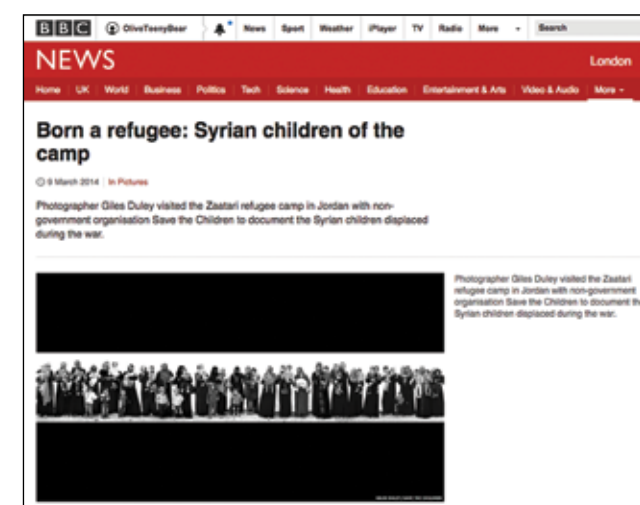 BBC OliveTeenyBear News Sport Weather iPlayer TV Radio More Search
NEWS
London
Home UK World Business Politics Tech Science Health Education Entertainment & Arts Video & Audio More
Born a refugee: Syrian children of the
camp
9 March 2014 In Pictures
Photographer Giles Duley visited the Zaatari refugee camp in Jordan with non-
government organisation Save the Children to document the Syrian children displaced
during the war.
Photographer Giles Duley visited the Zaatari
refugee camp in Jordan with non-government
organisation Save the Children to document th
Syrian children displaced during the war.